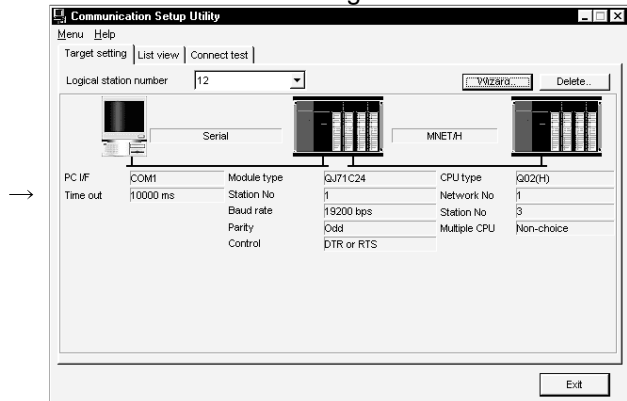 Communication Setup Utility
Menu Help
Target setting List view Connect test
Logical station number 12 Wizard.. Delete..
Serial MNET/H
PC I/F COM1 Module type QJ71C24 CPU type Q02(H)
Time out 10000 ms Station No 1 Network No 1
Baud rate 19200 bps Station No 3
Parity Odd Multiple CPU Non-choice
Control DTR or RTS
Exit